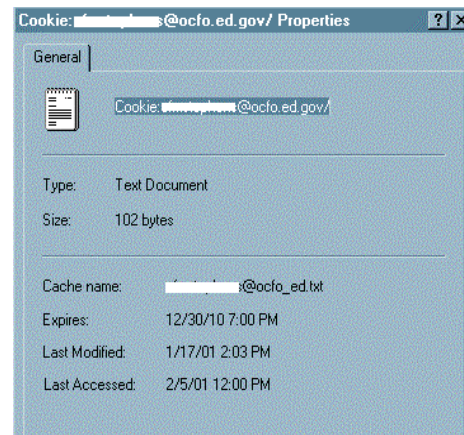 Cookie: s@ocfo.ed.gov/ Properties
General
Cookie: @ocfo.ed.gov/
Type: Text Document
Size: 102 bytes
Cache name: s@ocfo_ed.txt
Expires: 12/30/10 7:00 PM
Last Modified: 1/17/01 2:03 PM
Last Accessed: 2/5/01 12:00 PM